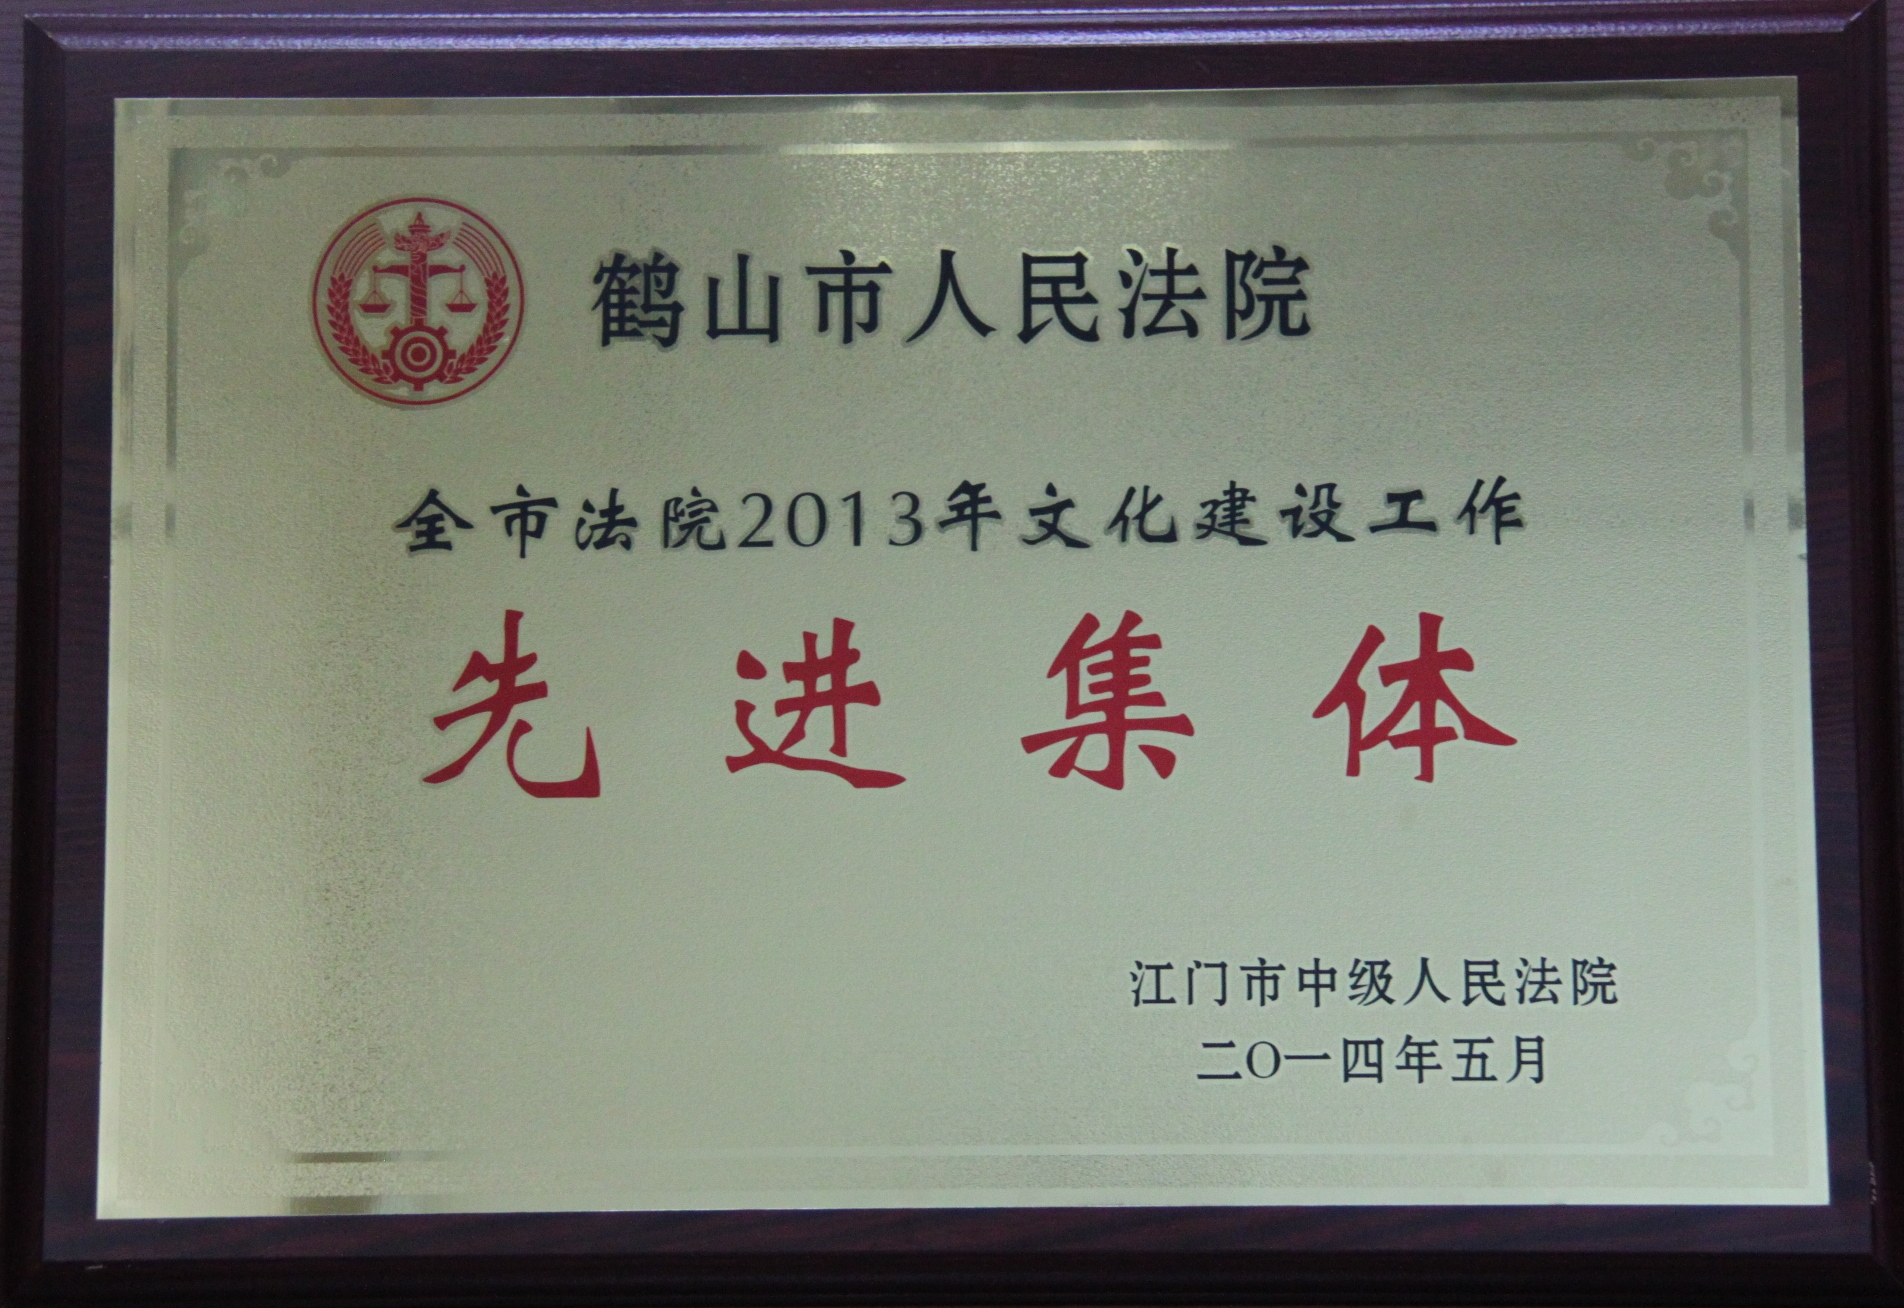 鹤山市人民法院
全市法院2013年文化建设工作
先进集体
江门市中级人民法院
二〇一四年五月